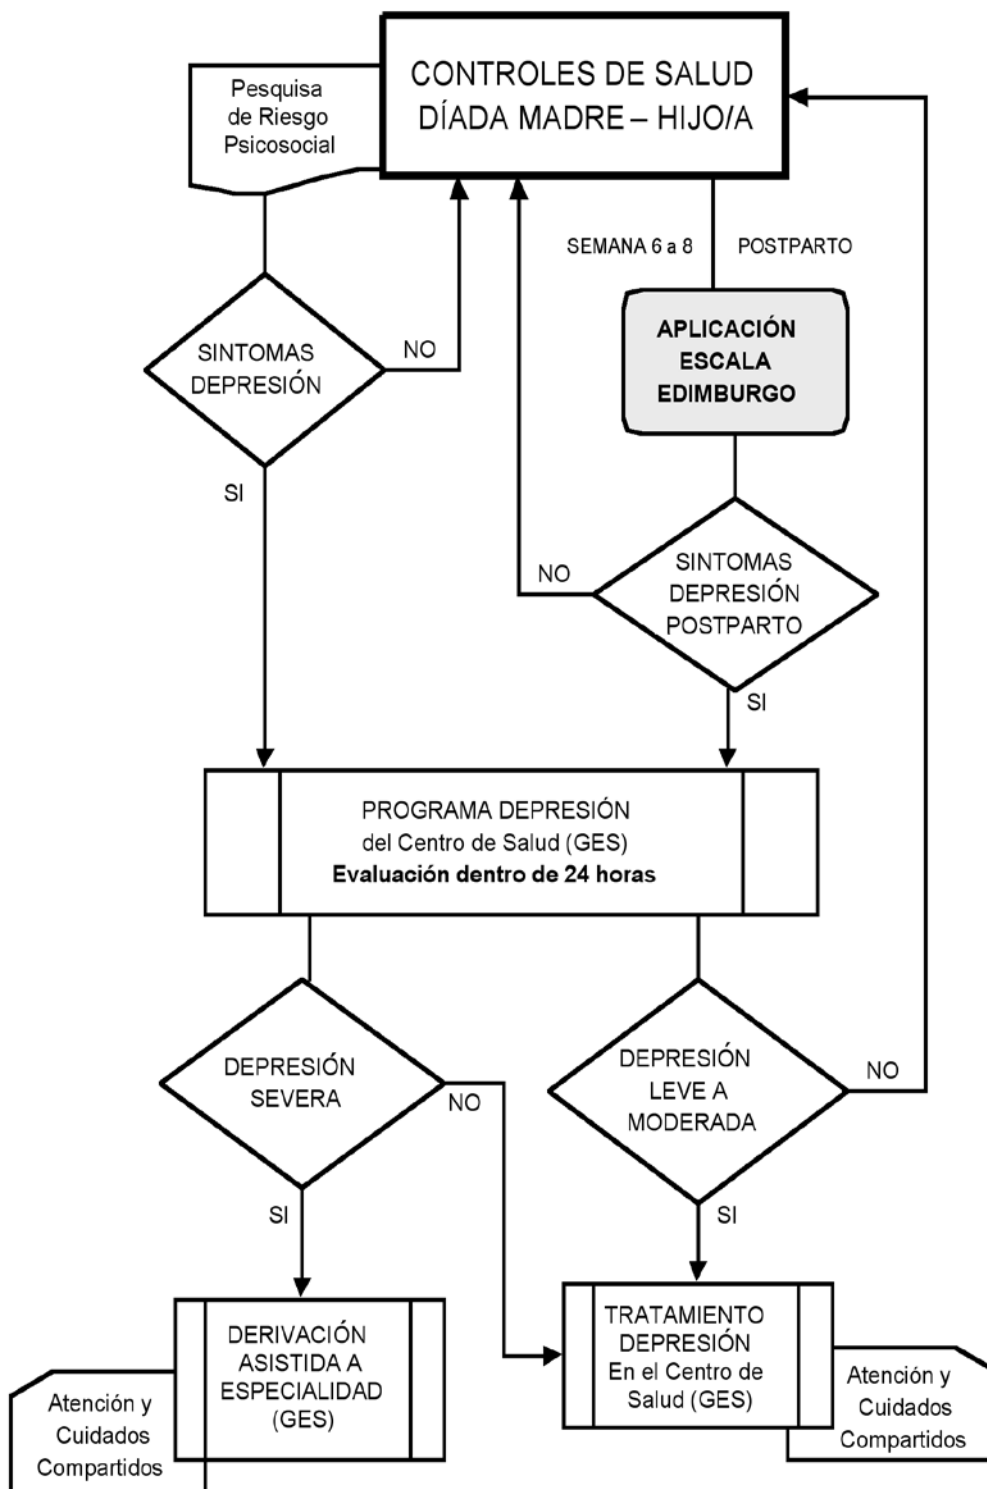 CONTROLES DE SALUD
DÍADA MADRE – HIJO/A
Pesquisa
de Riesgo
Psicosocial
SEMANA 6 a 8 POSTPARTO
APLICACIÓN
ESCALA
EDIMBURGO
SINTOMAS
DEPRESIÓN
NO
SI
SINTOMAS
DEPRESIÓN
POSTPARTO
NO
SI
PROGRAMA DEPRESIÓN
del Centro de Salud (GES)
Evaluación dentro de 24 horas
DEPRESIÓN
SEVERA
NO
SI
DEPRESIÓN
LEVE A
MODERADA
NO
SI
DERIVACIÓN
ASISTIDA A
ESPECIALIDAD
(GES)
Atención y
Cuidados
Compartidos
TRATAMIENTO
DEPRESIÓN
En el Centro de
Salud (GES)
Atención y
Cuidados
Compartidos